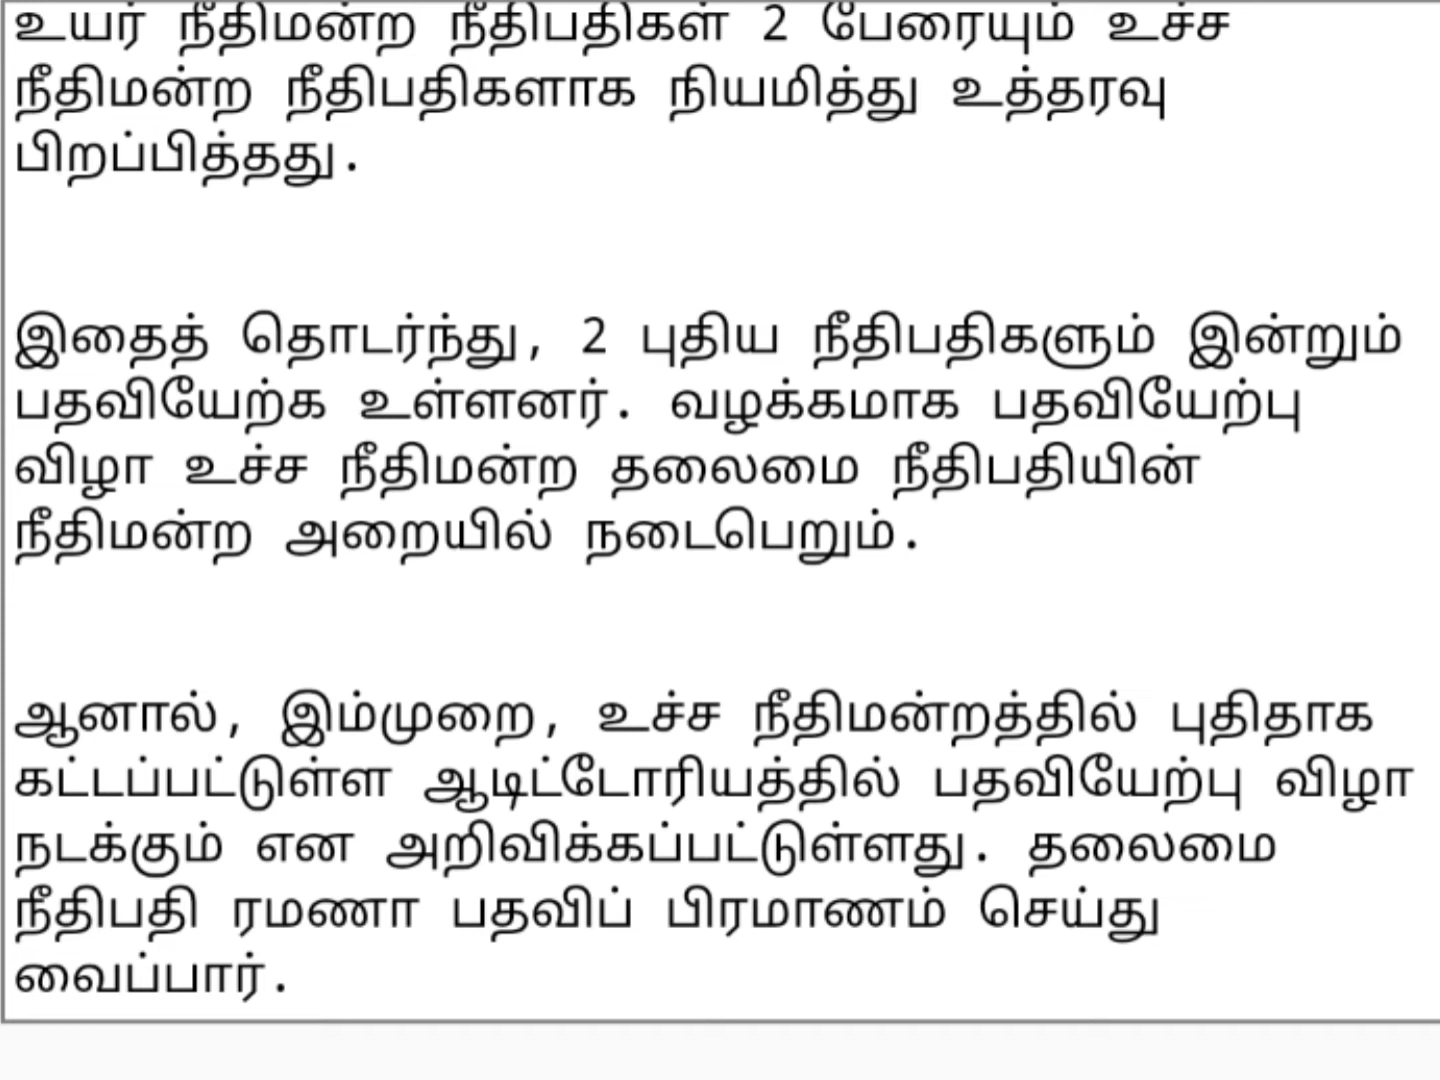 உயர் நீதிமன்ற நீதிபதிகள் 2 பேரையும் உச்ச
நீதிமன்ற நீதிபதிகளாக நியமித்து உத்தரவு
பிறப்பித்தது.
இதைத் தொடர்ந்து, 2 புதிய நீதிபதிகளும் இன்றும்
பதவியேற்க உள்ளனர். வழக்கமாக பதவியேற்பு
விழா உச்ச நீதிமன்ற தலைமை நீதிபதியின்
நீதிமன்ற அறையில் நடைபெறும்.
ஆனால், இம்முறை, உச்ச நீதிமன்றத்தில் புதிதாக
கட்டப்பட்டுள்ள ஆடிட்டோரியத்தில் பதவியேற்பு விழா
நடக்கும் என அறிவிக்கப்பட்டுள்ளது. தலைமை
நீதிபதி ரமணா பதவிப் பிரமாணம் செய்து
வைப்பார்.